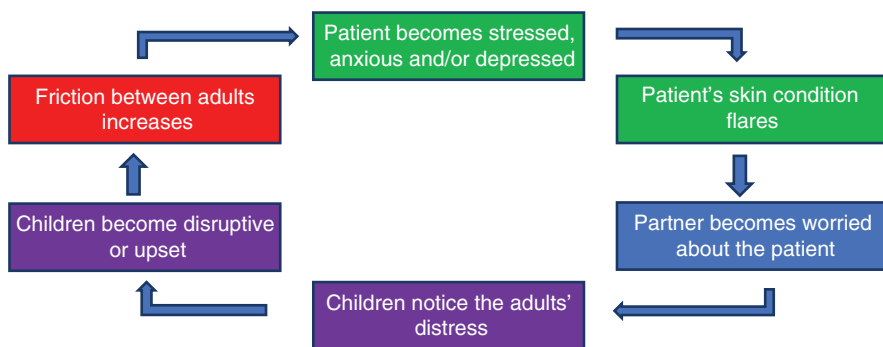 Patient becomes stressed,
anxious and/or depressed
Patient’s skin condition
flares
Partner becomes worried
about the patient
Children notice the adults’
distress
Children become disruptive
or upset
Friction between adults
increases